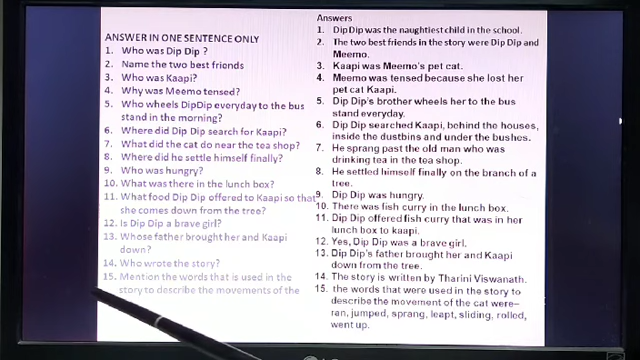 ANSWER IN ONE SENTENCE ONLY
1. Who was Dip Dip ?
2. Name the two best friends
3. Who was Kaapi?
4. Why was Meemo tensed?
5. Who wheels DipDip everyday to the bus
stand in the morning?
6. Where did Dip Dip search for Kaapi?
7. What did the cat do near the tea shop?
8. Where did he settle himself finally?
9. Who was hungry?
10. What was there in the lunch box?
11. What food Dip Dip offered to Kaapi so that
she comes down from the tree?
12. Is Dip Dip a brave girl?
13. Whose father brought her and Kaapi
down?
14. Who wrote the story?
15. Mention the words that is used in the
story to describe the movements of the
Answers
1. Dip Dip was the naughtiest child in the school.
2. The two best friends in the story were Dip Dip and
Meemo.
3. Kaapi was Meemo's pet cat.
4. Meemo was tensed because she lost her
pet cat Kaapi.
5. Dip Dip's brother wheels her to the bus
stand everyday.
6. Dip Dip searched Kaapi, behind the houses,
inside the dustbins and under the bushes.
7. He sprang past the old man who was
drinking tea in the tea shop.
8. He settled himself finally on the branch of a
tree.
9. Dip Dip was hungry.
10. There was fish curry in the lunch box.
11. Dip Dip offered fish curry that was in her
lunch box to kaapi.
12. Yes, Dip Dip was a brave girl.
13. Dip Dip's father brought her and Kaapi
down from the tree.
14. The story is written by Tharini Viswanath.
15. the words that were used in the story to
describe the movement of the cat were–
ran, jumped, sprang, leapt, sliding, rolled,
went up.